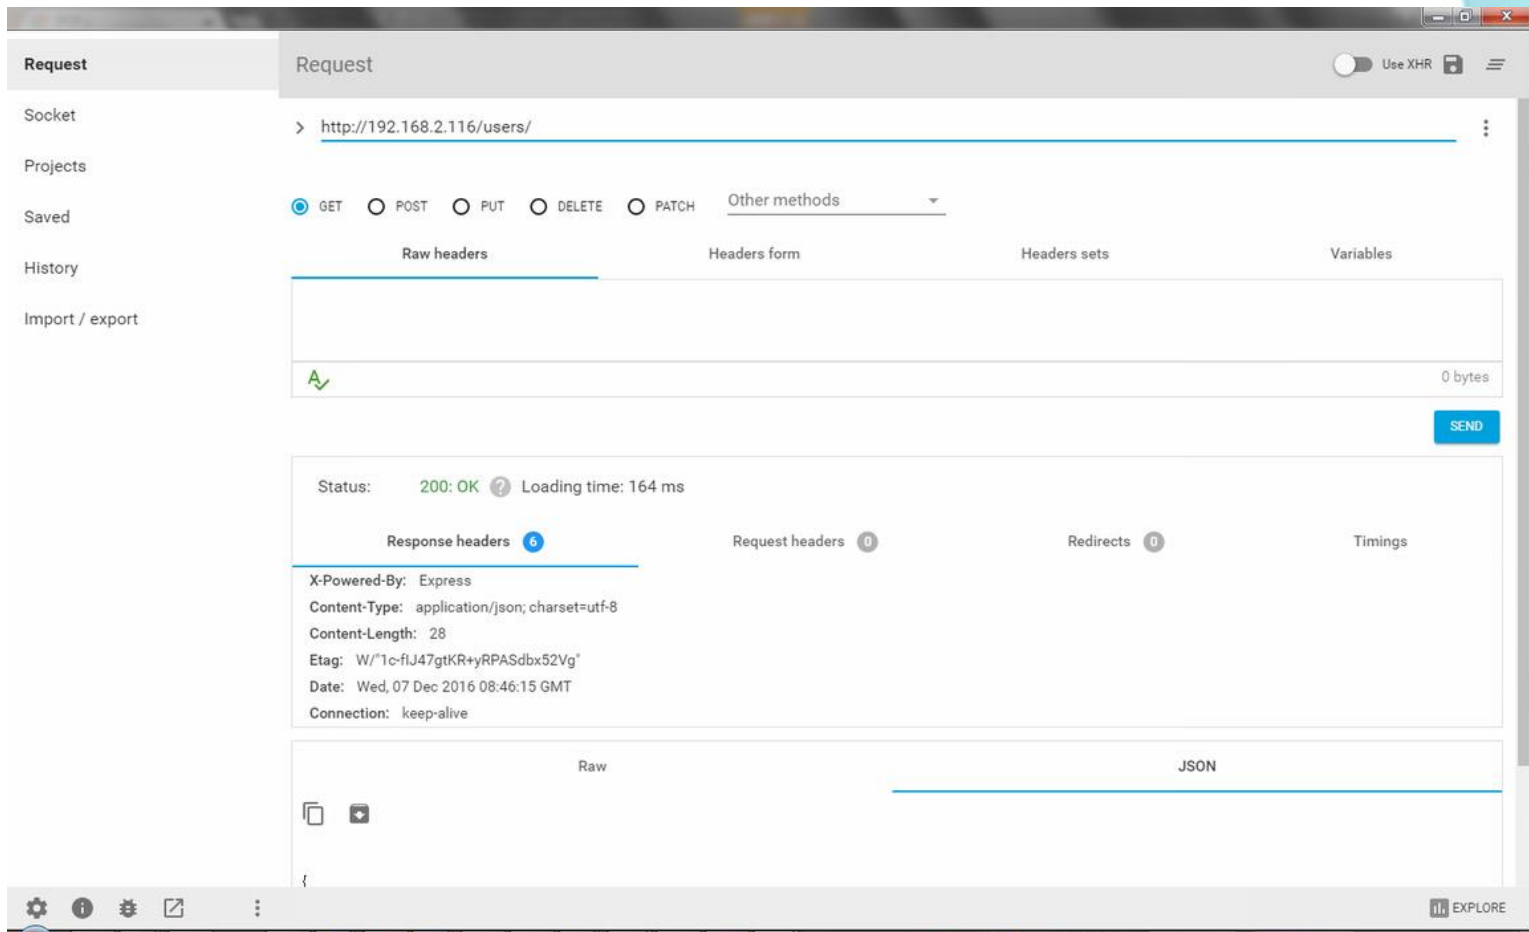 Request
Request
Use XHR
Socket
http://192.168.2.116/users/
Projects
GET POST PUT DELETE PATCH Other methods
Saved
Raw headers Headers form Headers sets Variables
History
Import / export
0 bytes
SEND
Status: 200: OK ? Loading time: 164 ms
Response headers 6 Request headers 0 Redirects 0 Timings
X-Powered-By: Express
Content-Type: application/json; charset=utf-8
Content-Length: 28
Etag: W/"1c-fIJ47gtKR+yRPASdbx52Vg"
Date: Wed, 07 Dec 2016 08:46:15 GMT
Connection: keep-alive
Raw JSON
{
EXPLORE